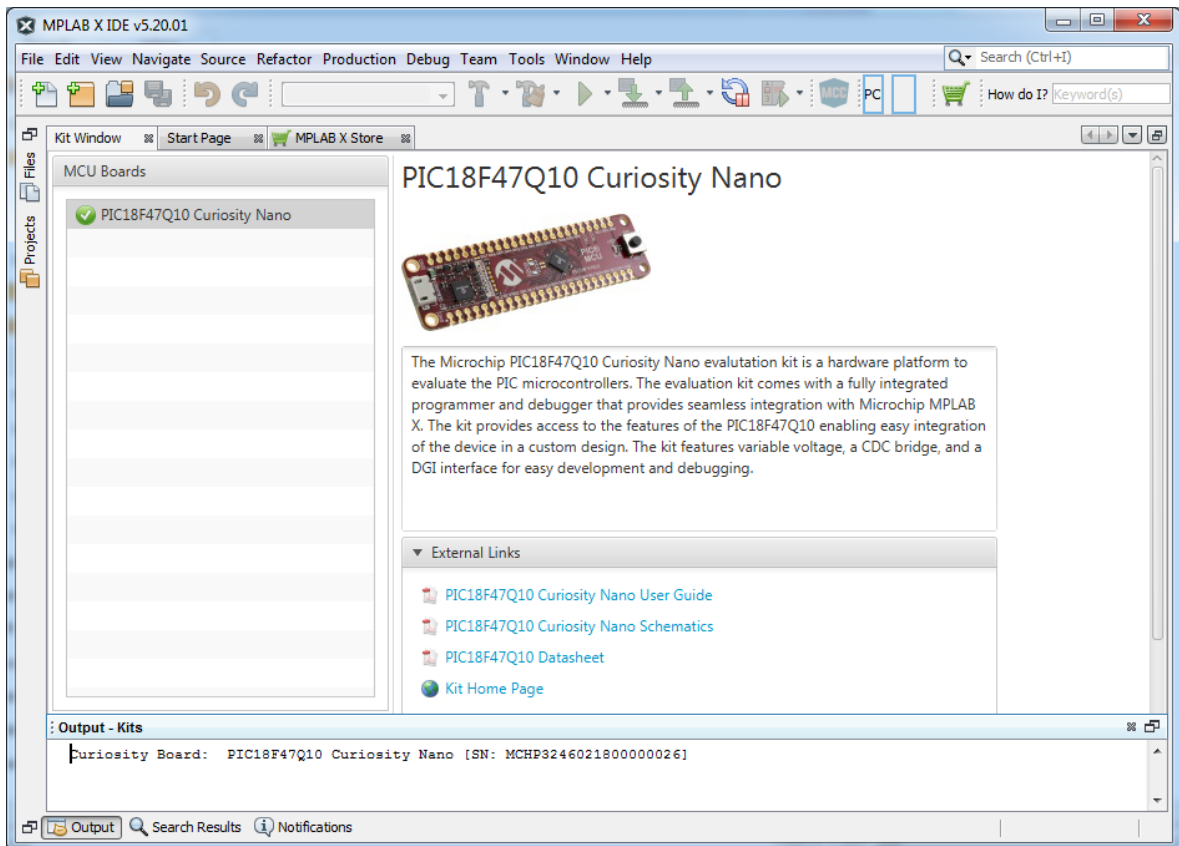 MPLAB X IDE v5.20.01
File Edit View Navigate Source Refactor Production Debug Team Tools Window Help
Search (Ctrl+I)
MCC
PC
How do I? Keyword(s)
Kit Window
Start Page
MPLAB X Store
Files
Projects
MCU Boards
PIC18F47Q10 Curiosity Nano
PIC18F47Q10 Curiosity Nano
PIC®
MCU
The Microchip PIC18F47Q10 Curiosity Nano evalutation kit is a hardware platform to
evaluate the PIC microcontrollers. The evaluation kit comes with a fully integrated
programmer and debugger that provides seamless integration with Microchip MPLAB
X. The kit provides access to the features of the PIC18F47Q10 enabling easy integration
of the device in a custom design. The kit features variable voltage, a CDC bridge, and a
DGI interface for easy development and debugging.
External Links
PIC18F47Q10 Curiosity Nano User Guide
PIC18F47Q10 Curiosity Nano Schematics
PIC18F47Q10 Datasheet
Kit Home Page
Output - Kits
Curiosity Board: PIC18F47Q10 Curiosity Nano [SN: MCHP3246021800000026]
Output
Search Results
Notifications